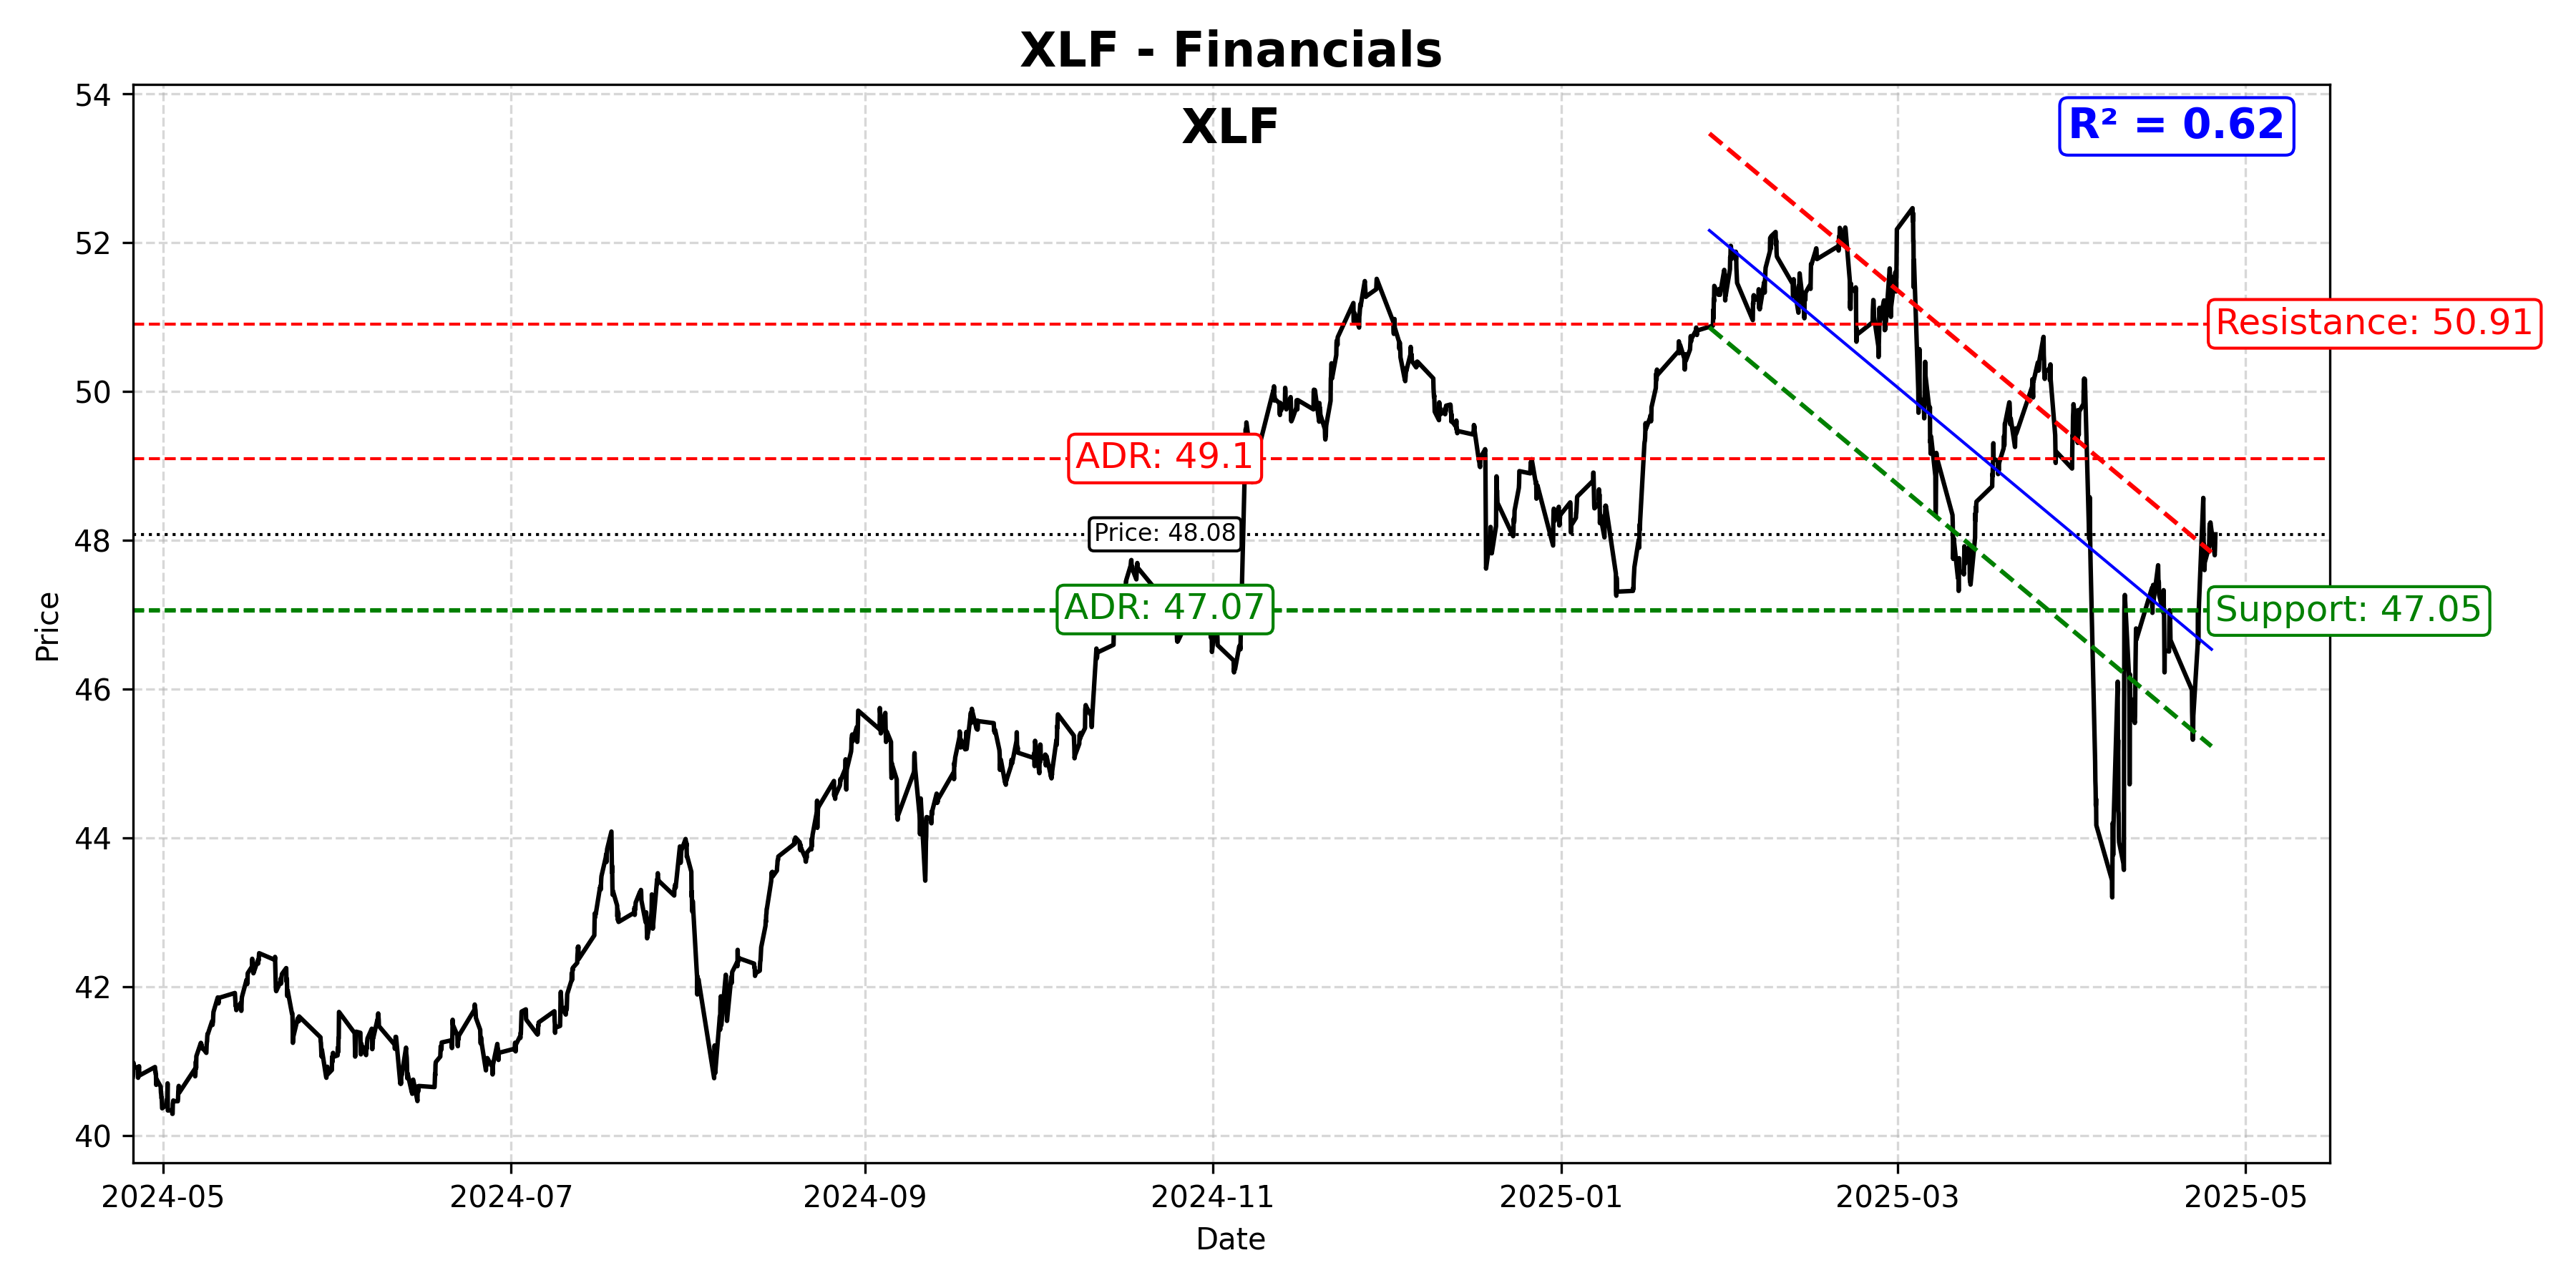 XLF - Financials
XLF
R² = 0.62
54
52
50
48
46
44
42
40
Price
Resistance: 50.91
ADR: 49.1
Price: 48.08
ADR: 47.07
Support: 47.05
2024-05
2024-07
2024-09
2024-11
2025-01
2025-03
2025-05
Date